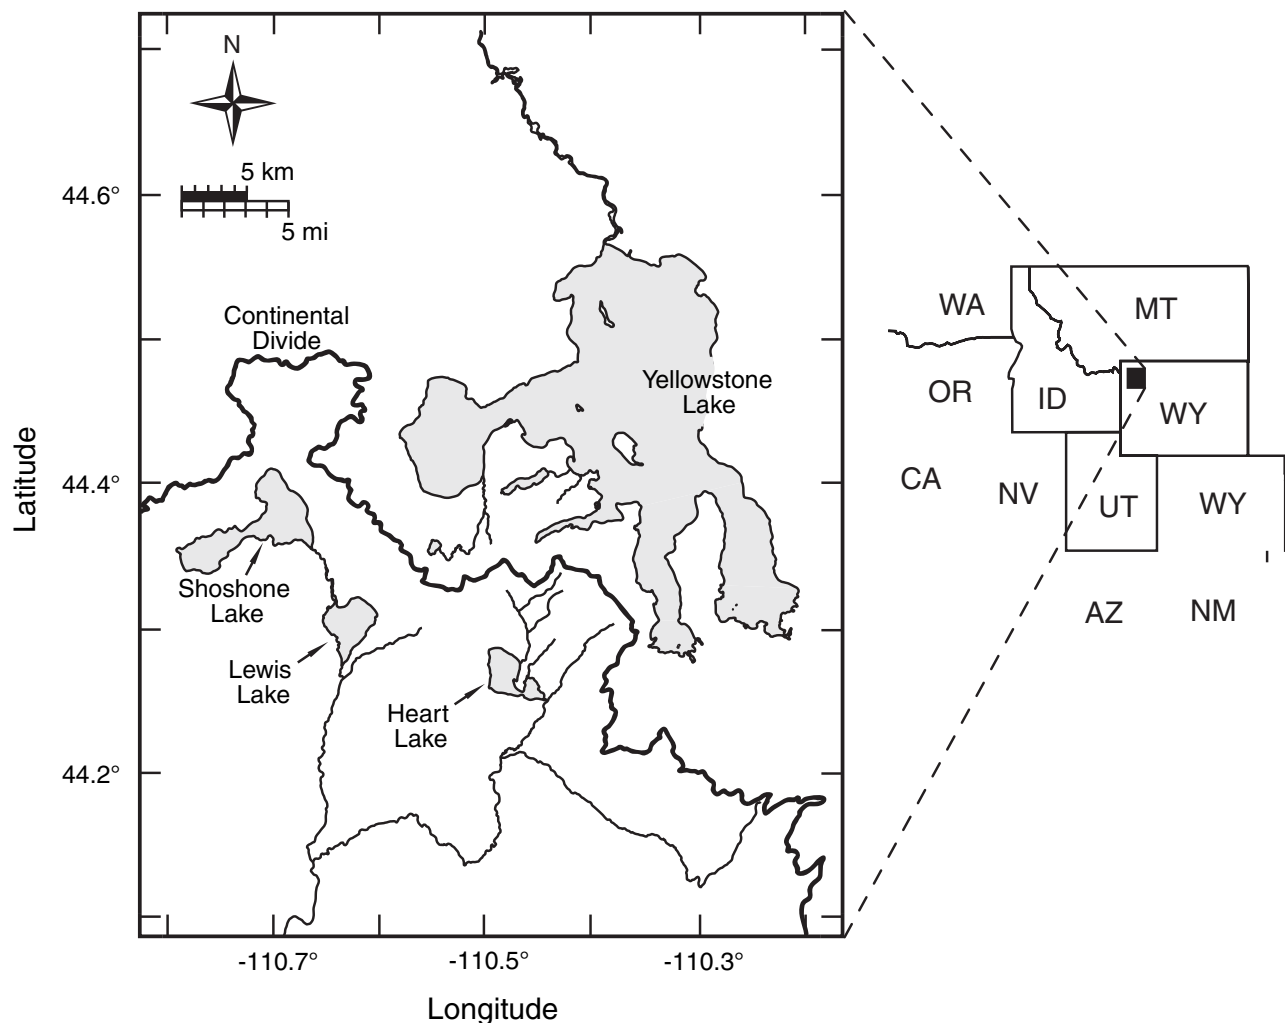 N
5 km
5 mi
44.6°
44.4°
44.2°
Latitude
Continental
Divide
Yellowstone
Lake
Shoshone
Lake
Lewis
Lake
Heart
Lake
-110.7°
-110.5°
-110.3°
Longitude
WA
MT
OR
ID
WY
CA
NV
UT
WY
AZ
NM